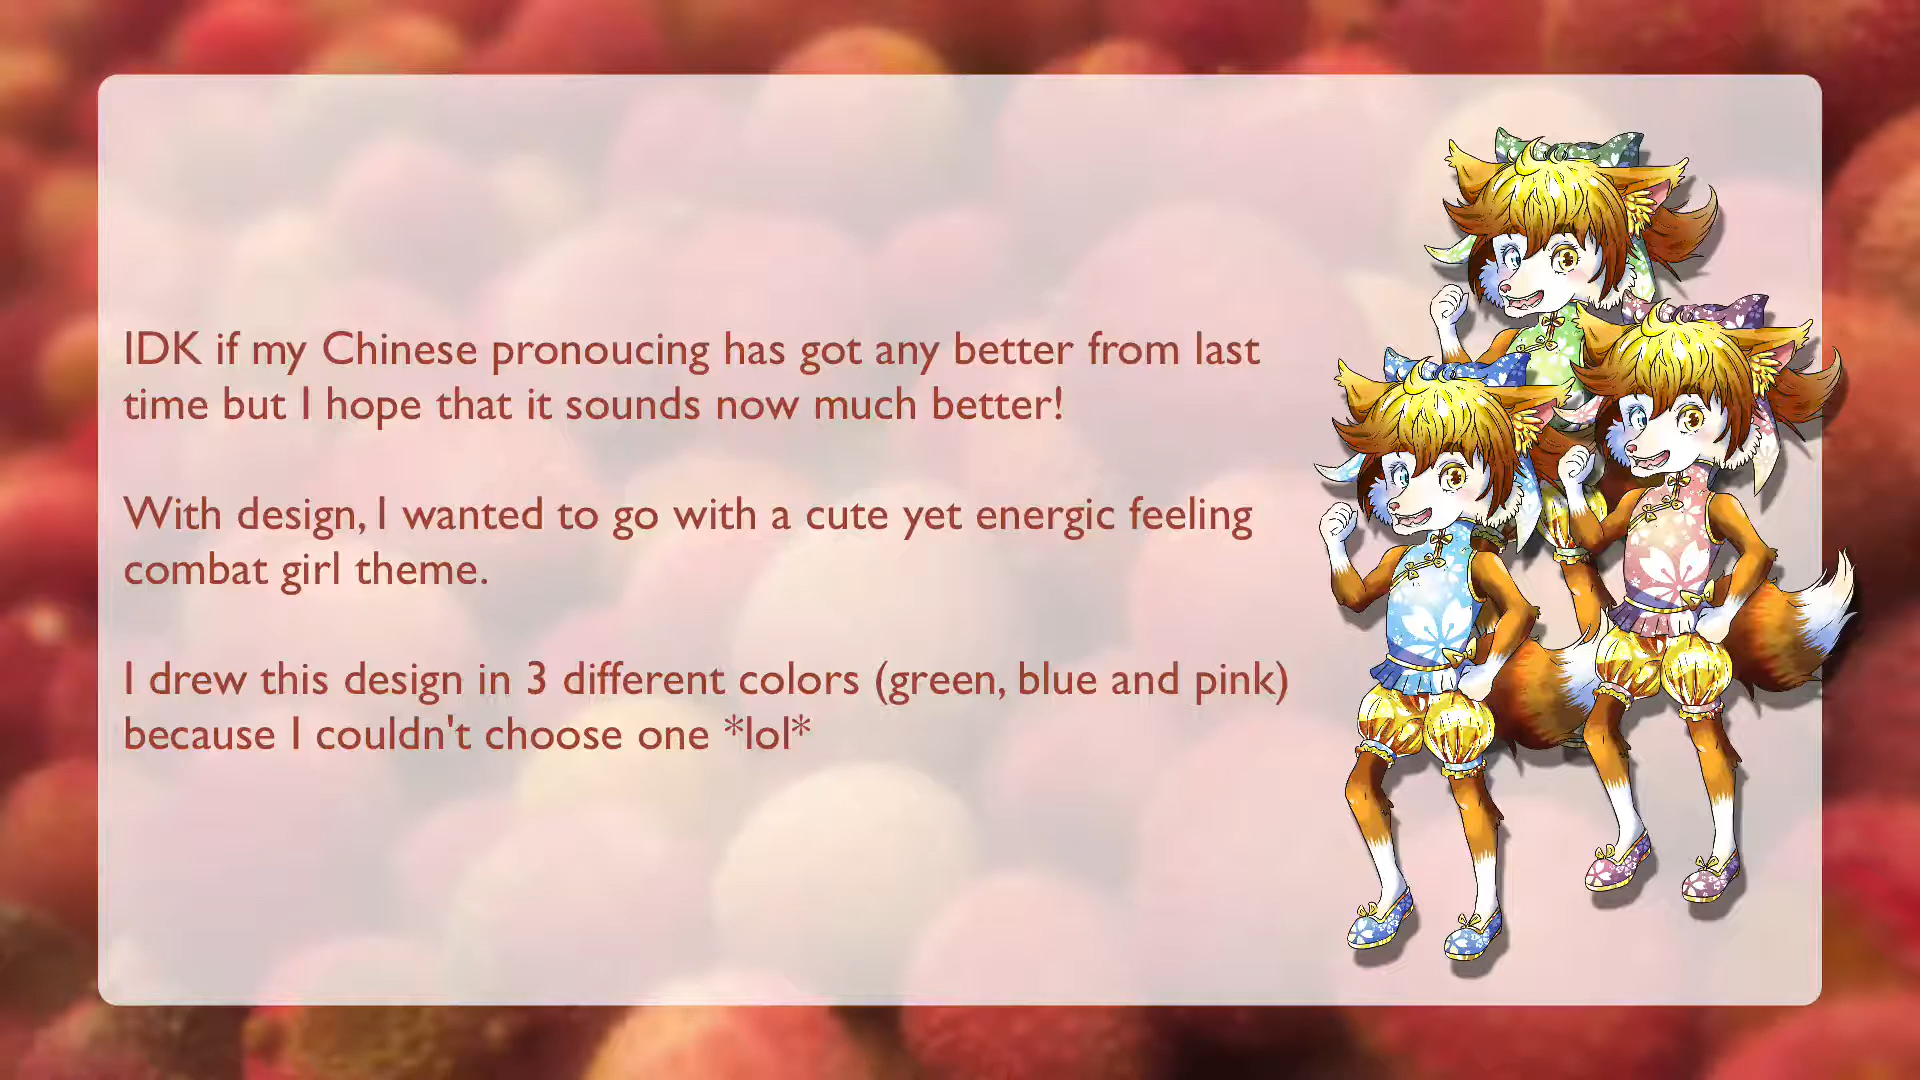 IDK if my Chinese pronoucing has got any better from last
time but I hope that it sounds now much better!
With design, I wanted to go with a cute yet energic feeling
combat girl theme.
I drew this design in 3 different colors (green, blue and pink)
because I couldn't choose one *lol*